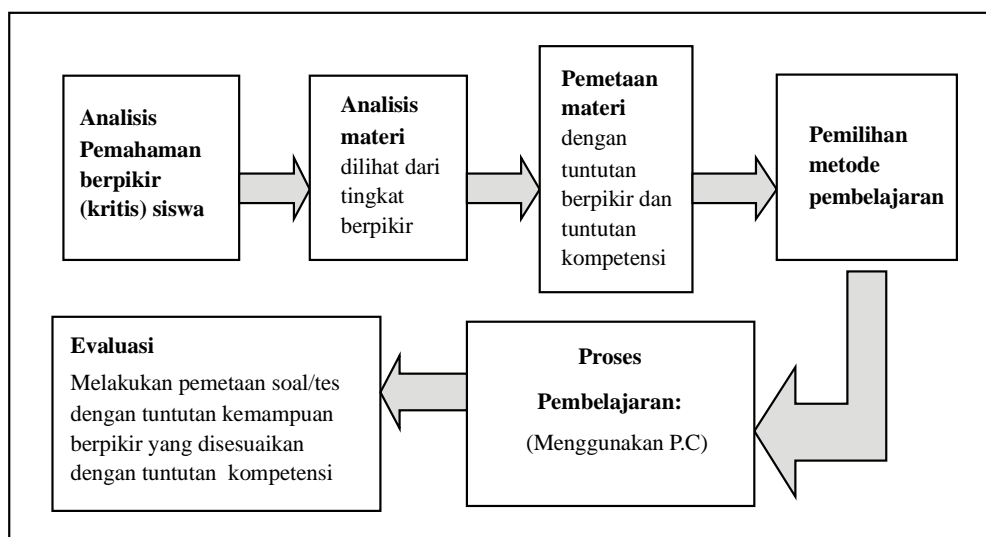 Analisis
Pemahaman
berpikir
(kritis) siswa
Analisis
materi
dilihat dari
tingkat
berpikir
Pemetaan
materi
dengan
tuntutan
berpikir dan
tuntutan
kompetensi
Pemilihan
metode
pembelajaran
Proses
Pembelajaran:
(Menggunakan P.C)
Evaluasi
Melakukan pemetaan soal/tes
dengan tuntutan kemampuan
berpikir yang disesuaikan
dengan tuntutan kompetensi